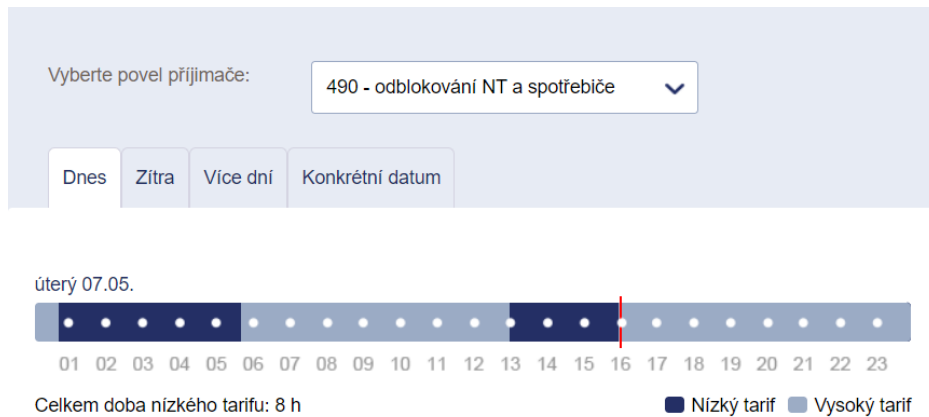 Vyberte povel příjimače:
490 - odblokování NT a spotřebiče
Dnes Zítra Více dní Konkrétní datum
úterý 07.05.
01 02 03 04 05 06 07 08 09 10 11 12 13 14 15 16 17 18 19 20 21 22 23
Celkem doba nízkého tarifu: 8 h Nízký tarif Vysoký tarif